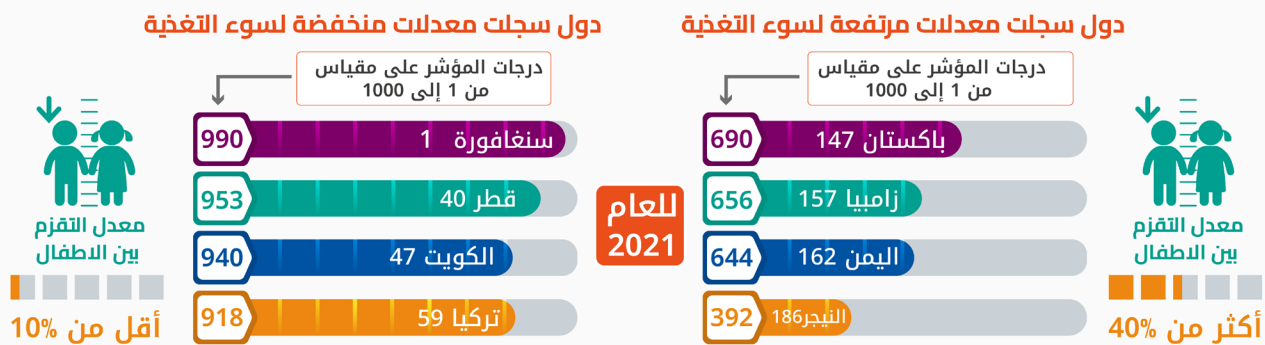 دول سجلت معدلات مرتفعة لسوء التغذية
درجات المؤشر على مقياس
من 1 إلى 1000
باكستان 147
690
زامبيا 157
656
اليمن 162
644
النيجر186
392
معدل التقزم
بين الاطفال
أكثر من 40%
للعام
2021
دول سجلت معدلات منخفضة لسوء التغذية
درجات المؤشر على مقياس
من 1 إلى 1000
سنغافورة 1
990
قطر 40
953
الكويت 47
940
تركيا 59
918
معدل التقزم
بين الاطفال
أقل من 10%